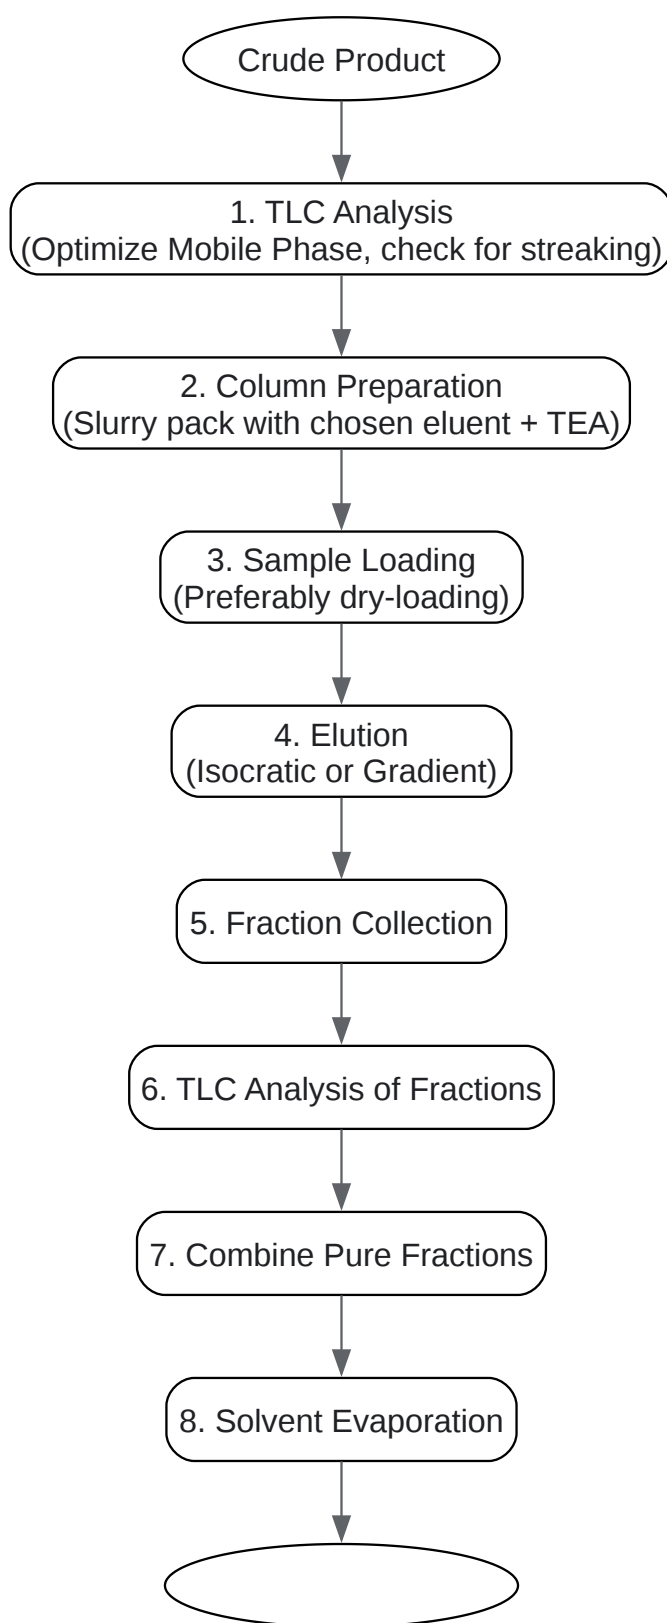 Crude Product
1. TLC Analysis
(Optimize Mobile Phase, check for streaking)
2. Column Preparation
(Slurry pack with chosen eluent + TEA)
3. Sample Loading
(Preferably dry-loading)
4. Elution
(Isocratic or Gradient)
5. Fraction Collection
6. TLC Analysis of Fractions
7. Combine Pure Fractions
8. Solvent Evaporation